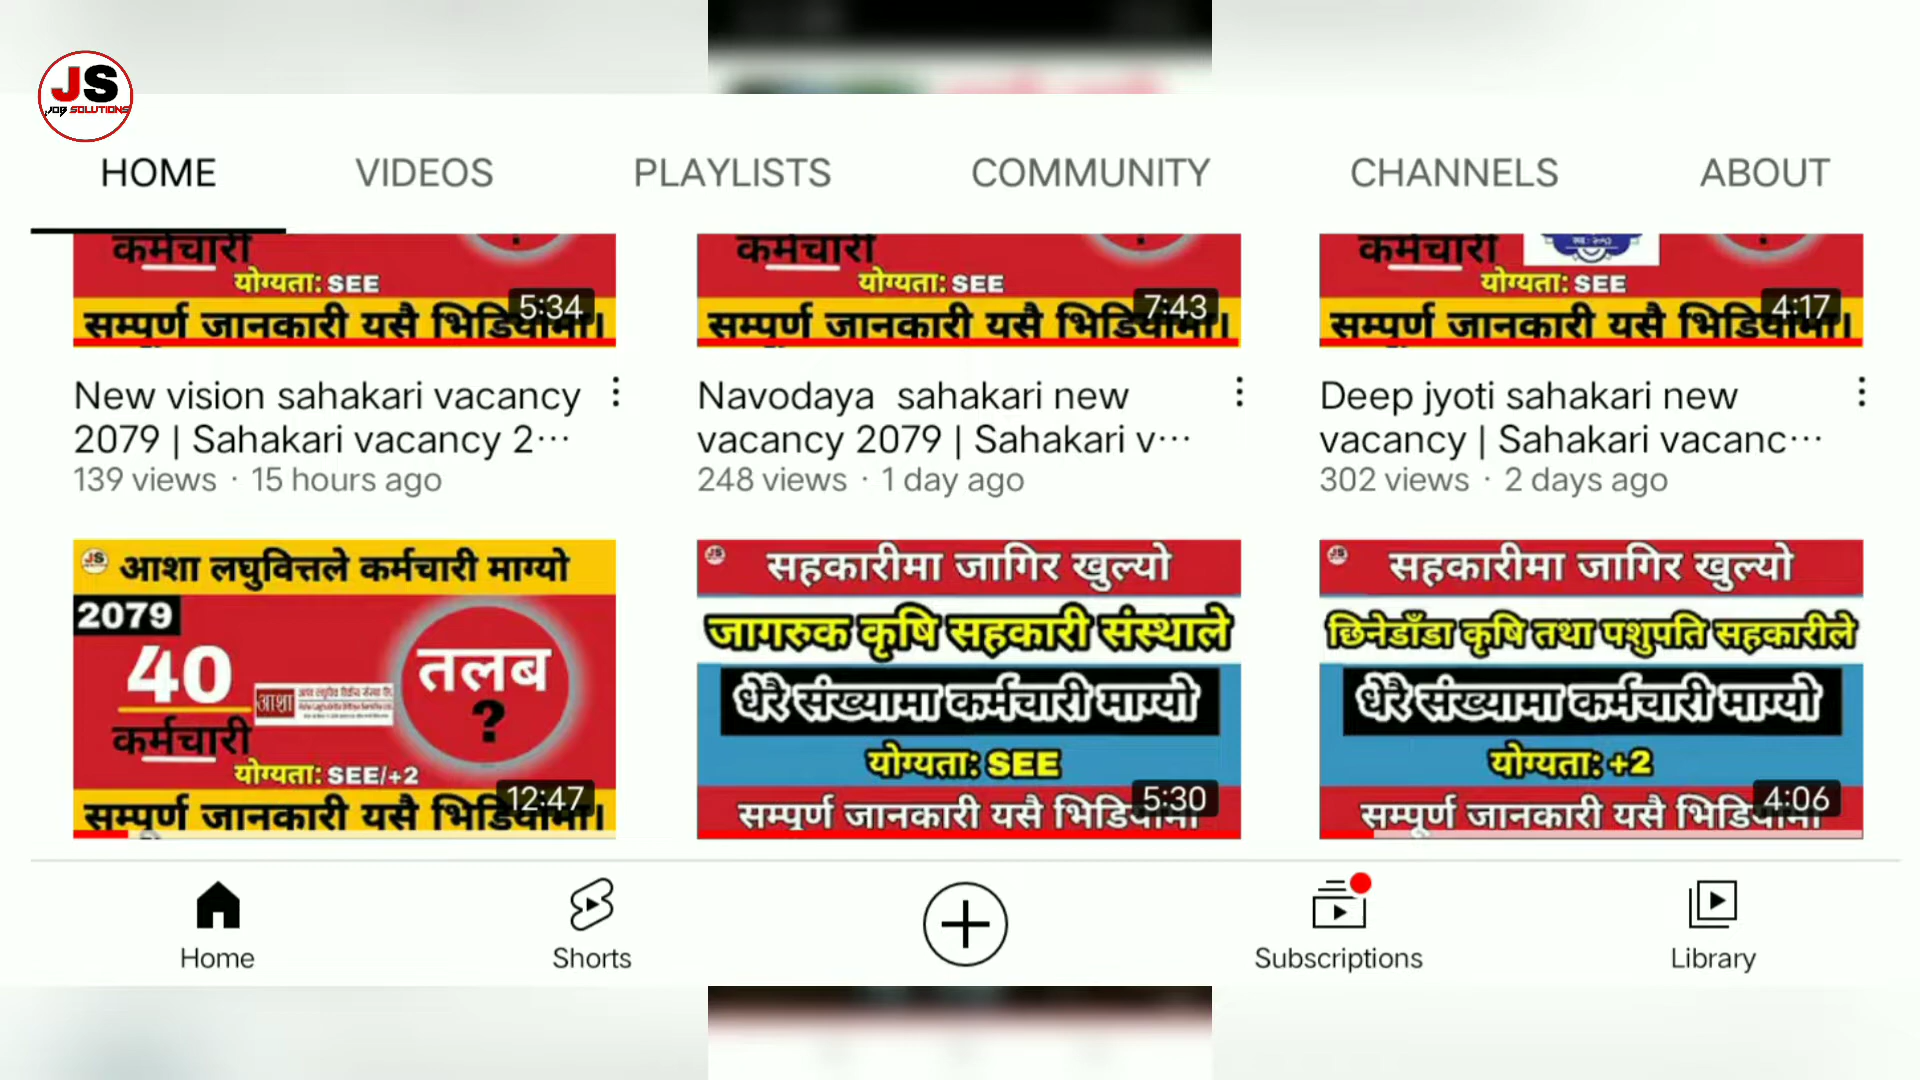 JS
JOB SOLUTIONS
HOME
VIDEOS
PLAYLISTS
COMMUNITY
CHANNELS
ABOUT
कर्मचारी
योग्यता: SEE
5:34
सम्पूर्ण जानकारी यसै भिडियोमा।
कर्मचारी
योग्यता: SEE
7:43
सम्पूर्ण जानकारी यसै भिडियोमा।
कर्मचारी
योग्यता: SEE
4:17
सम्पूर्ण जानकारी यसै भिडियोमा।
New vision sahakari vacancy
2079 | Sahakari vacancy 2...
139 views · 15 hours ago
Navodaya sahakari new
vacancy 2079 | Sahakari v...
248 views · 1 day ago
Deep jyoti sahakari new
vacancy | Sahakari vacanc...
302 views · 2 days ago
JS
आशा लघुवित्तले कर्मचारी माग्यो
2079
40
कर्मचारी
आशा
तलब
?
योग्यता: SEE/+2
12:47
सम्पूर्ण जानकारी यसै भिडियोमा।
JS
सहकारीमा जागिर खुल्यो
जागरुक कृषि सहकारी संस्थाले
धेरै संख्यामा कर्मचारी माग्यो
योग्यता: SEE
5:30
सम्पूर्ण जानकारी यसै भिडियोमा
JS
सहकारीमा जागिर खुल्यो
छिनेडाँडा कृषि तथा पशुपति सहकारीले
धेरै संख्यामा कर्मचारी माग्यो
योग्यता: +2
4:06
सम्पूर्ण जानकारी यसै भिडियोमा
Home
Shorts
Subscriptions
Library